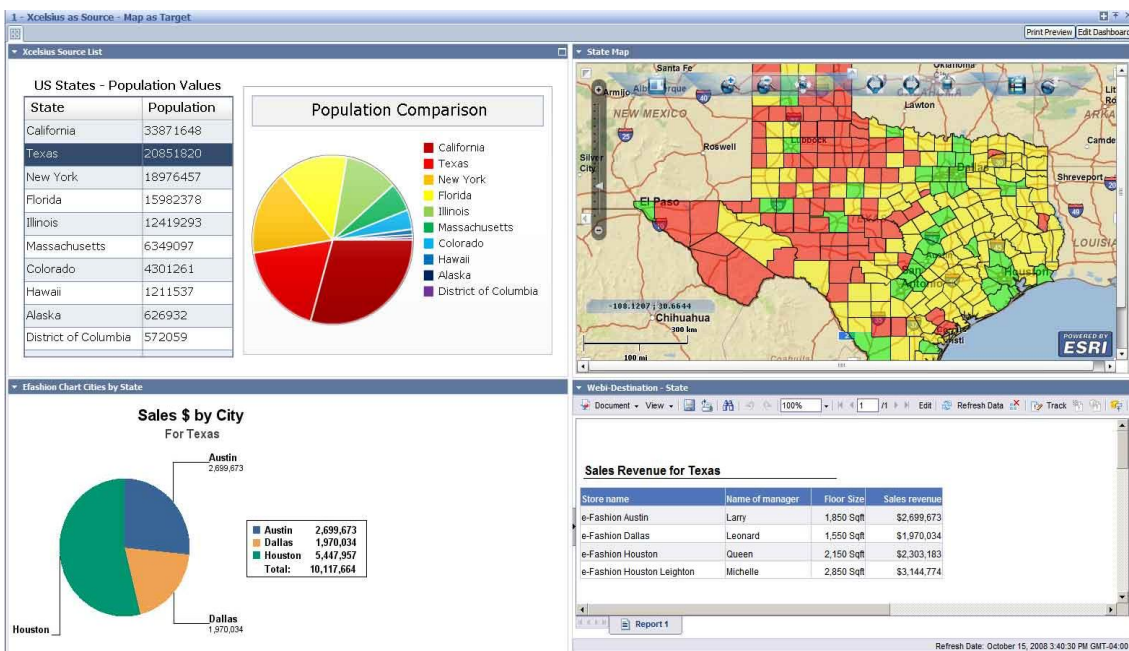 1 - Xcelsius as Source - Map as Target
Print Preview Edit Dashboard
Xcelsius Source List
US States - Population Values
State Population
California 33871648
Texas 20851820
New York 18976457
Florida 15982378
Illinois 12419293
Massachusetts 6349097
Colorado 4301261
Hawaii 1211537
Alaska 626932
District of Columbia 572059
Population Comparison
California
Texas
New York
Florida
Illinois
Massachusetts
Colorado
Hawaii
Alaska
District of Columbia
State Map
Santa Fe
Armijo
NEW MEXICO
Lawton
Roswell
Lubbock
Silver City
El Paso
Dallas
Shreveport
TEXAS
Austin
San Antonio
Houston
-108.1207 ; 30.6644
Chihuahua
300 km
100 mi
Coahuila
POWERED BY
ESRI
Efashion Chart Cities by State
Sales $ by City
For Texas
Austin
2,699,673
Austin 2,699,673
Dallas 1,970,034
Houston 5,447,957
Total: 10,117,664
Dallas
1,970,034
Houston
Webi-Destination - State
Document View 100% 1 /1 Edit Refresh Data Track
Sales Revenue for Texas
Store name Name of manager Floor Size Sales revenue
e-Fashion Austin Larry 1,850 Sqft $2,699,673
e-Fashion Dallas Leonard 1,550 Sqft $1,970,034
e-Fashion Houston Queen 2,150 Sqft $2,303,183
e-Fashion Houston Leighton Michelle 2,850 Sqft $3,144,774
Report 1
Refresh Date: October 15, 2008 3:40:30 PM GMT-04:00